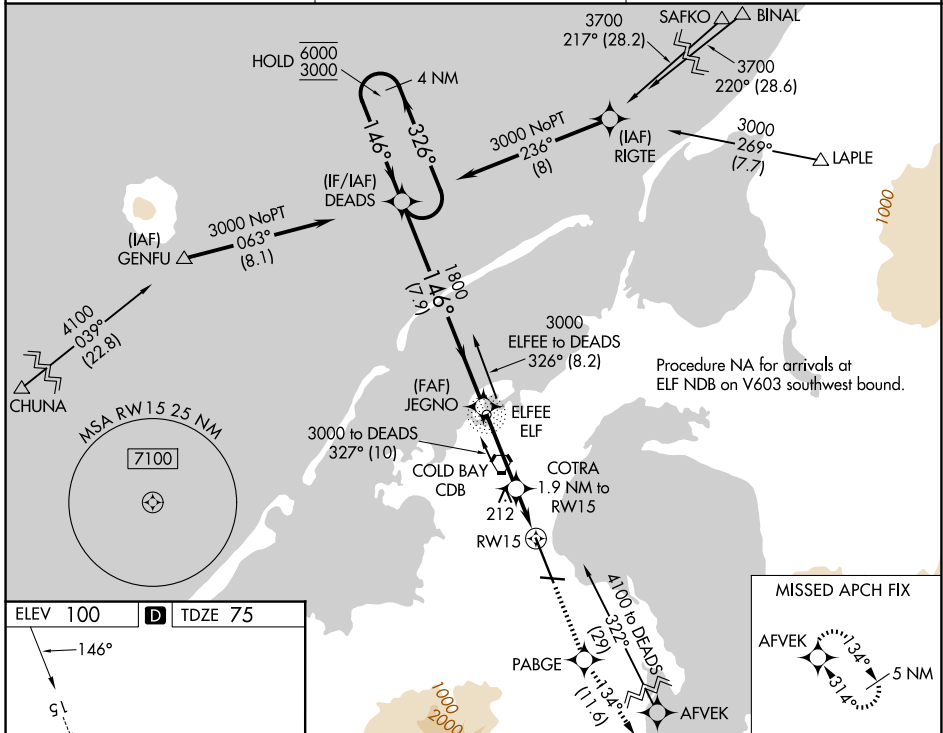 3700
217° (28.2)
SAFKO
BINAL
3700
220° (28.6)
HOLD
6000
3000
4 NM
146°
326°
3000 NoPT
236°
(8)
(IAF)
RIGTE
3000
269°
(7.7)
LAPLE
(IF/IAF)
DEADS
3000 NoPT
063°
(8.1)
(IAF)
GENFU
1000
4100
039°
(22.8)
CHUNA
1800
146°
(7.9)
3000
ELFEE to DEADS
326° (8.2)
Procedure NA for arrivals at
ELF NDB on V603 southwest bound.
(FAF)
JEGNO
ELFEE
ELF
MSA RW15 25 NM
7100
3000 to DEADS
327° (10)
COLD BAY
CDB
COTRA
1.9 NM to
RW15
212
RW15
4100 to DEADS
322°
(29)
PABGE
134°
(11.6)
AFVEK
1000
2000
MISSED APCH FIX
AFVEK
134°
314°
5 NM
ELEV 100
D
TDZE 75
146°
15